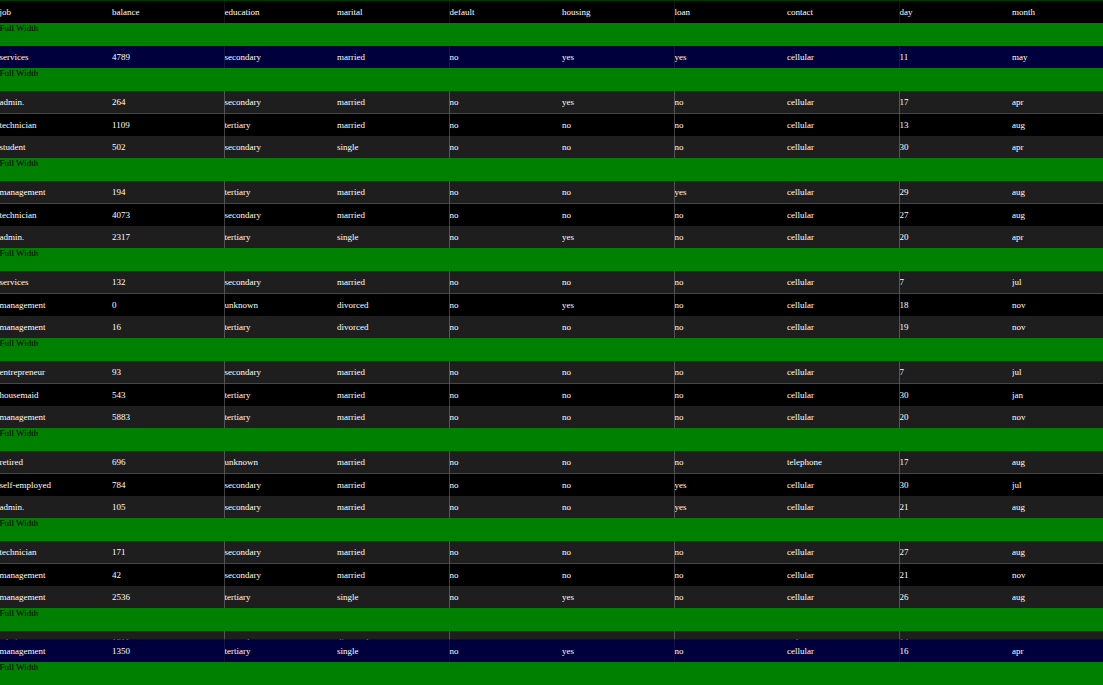 job balance education marital default housing loan contact day month
Full Width
services 4789 secondary married no yes yes cellular 11 may
Full Width
admin. 264 secondary married no yes no cellular 17 apr
technician 1109 tertiary married no no no cellular 13 aug
student 502 secondary single no no no cellular 30 apr
Full Width
management 194 tertiary married no no yes cellular 29 aug
technician 4073 secondary married no no no cellular 27 aug
admin. 2317 tertiary single no yes no cellular 20 apr
Full Width
services 132 secondary married no no no cellular 7 jul
management 0 unknown divorced no yes no cellular 18 nov
management 16 tertiary divorced no no no cellular 19 nov
Full Width
entrepreneur 93 secondary married no no no cellular 7 jul
housemaid 543 tertiary married no no no cellular 30 jan
management 5883 tertiary married no no no cellular 20 nov
Full Width
retired 696 unknown married no no no telephone 17 aug
self-employed 784 secondary married no no yes cellular 30 jul
admin. 105 secondary married no no yes cellular 21 aug
Full Width
technician 171 secondary married no no no cellular 27 aug
management 42 secondary married no no no cellular 21 nov
management 2536 tertiary single no yes no cellular 26 aug
Full Width
management 1350 tertiary single no yes no cellular 16 apr
Full Width